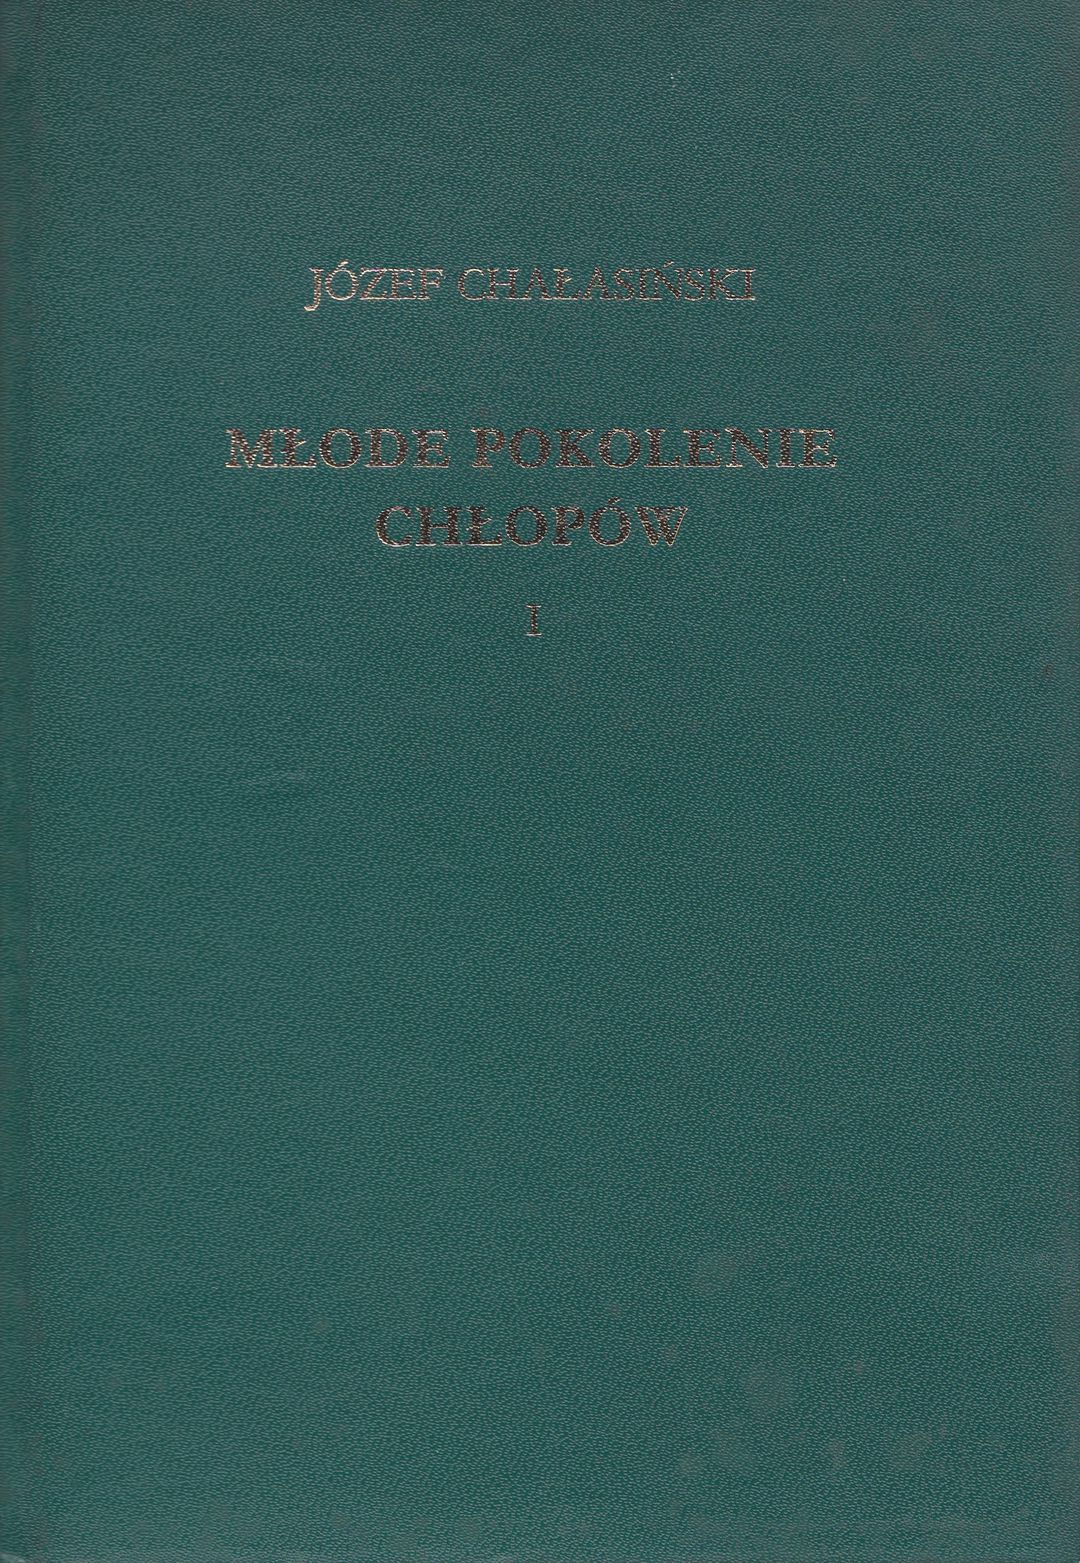 JÓZEF CHAŁASIŃSKI
MŁODE POKOLENIE
CHŁOPÓW
I